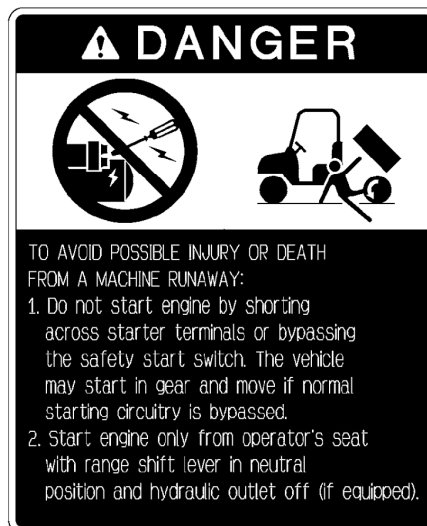 DANGER
TO AVOID POSSIBLE INJURY OR DEATH
FROM A MACHINE RUNAWAY:
1. Do not start engine by shorting
across starter terminals or bypassing
the safety start switch. The vehicle
may start in gear and move if normal
starting circuitry is bypassed.
2. Start engine only from operator's seat
with range shift lever in neutral
position and hydraulic outlet off (if equipped).